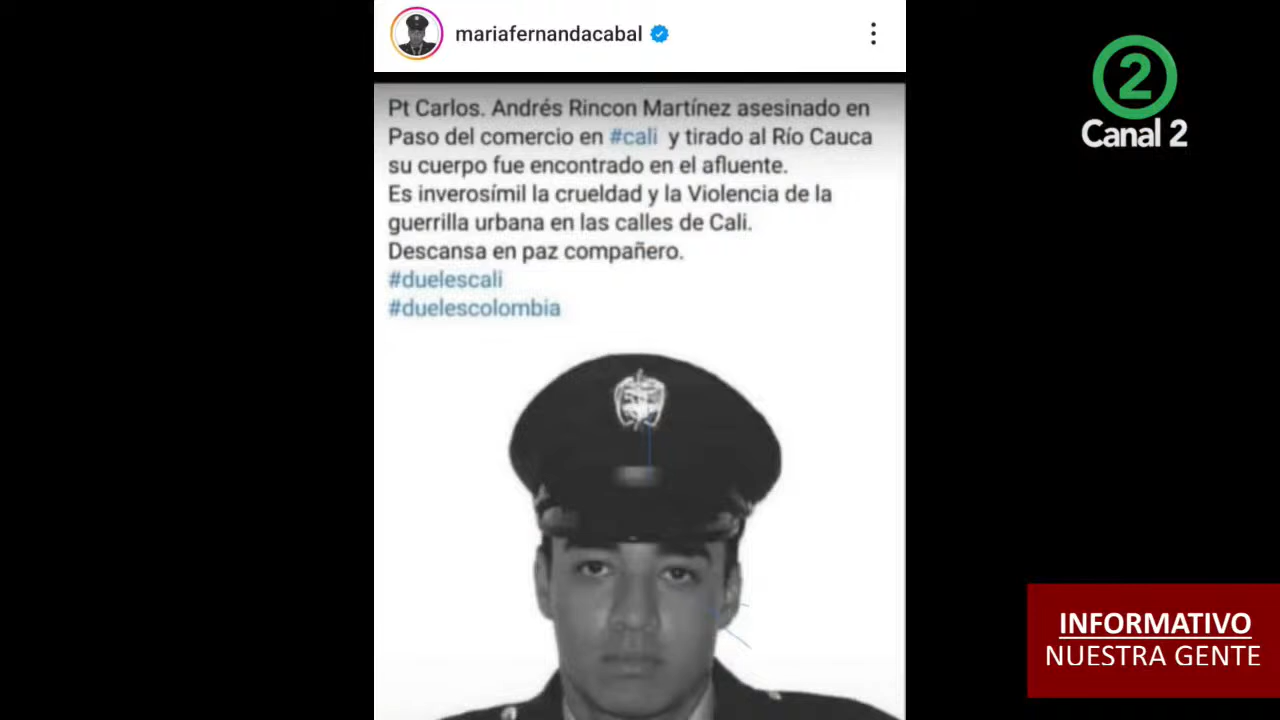 mariafernandacabal
Pt Carlos. Andrés Rincon Martínez asesinado en
Paso del comercio en #cali y tirado al Río Cauca
su cuerpo fue encontrado en el afluente.
Es inverosímil la crueldad y la Violencia de la
guerrilla urbana en las calles de Cali.
Descansa en paz compañero.
#duelescali
#duelescolombia
2
Canal 2
INFORMATIVO
NUESTRA GENTE